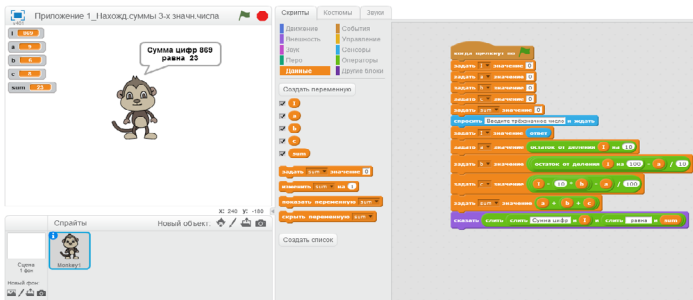 Приложение 1_Нахожд.суммы 3-х значн.числа
v461
I 869
a 9
b 6
c 8
sum 23
Сумма цифр 869
равна 23
x: 240 y: -180
Спрайты
Новый объект:
Сцена
1 фон
Новый фон:
Monkey1
Скрипты
Костюмы
Звуки
Движение
События
Внешность
Управление
Звук
Сенсоры
Перо
Операторы
Данные
Другие блоки
Создать переменную
I
a
b
c
sum
задать sum значение 0
изменить sum на 1
показать переменную sum
скрыть переменную sum
Создать список
когда щелкнут по
задать I значение 0
задать a значение 0
задать b значение 0
задать c значение 0
задать sum значение 0
спросить Введите трёхзначное число и ждать
задать I значение ответ
задать a значение остаток от деления I на 10
задать b значение остаток от деления I на 100 - a / 10
задать c значение I - 10 * b - a / 100
задать sum значение a + b + c
сказать слить слить Сумма цифр и I и слить равна и sum